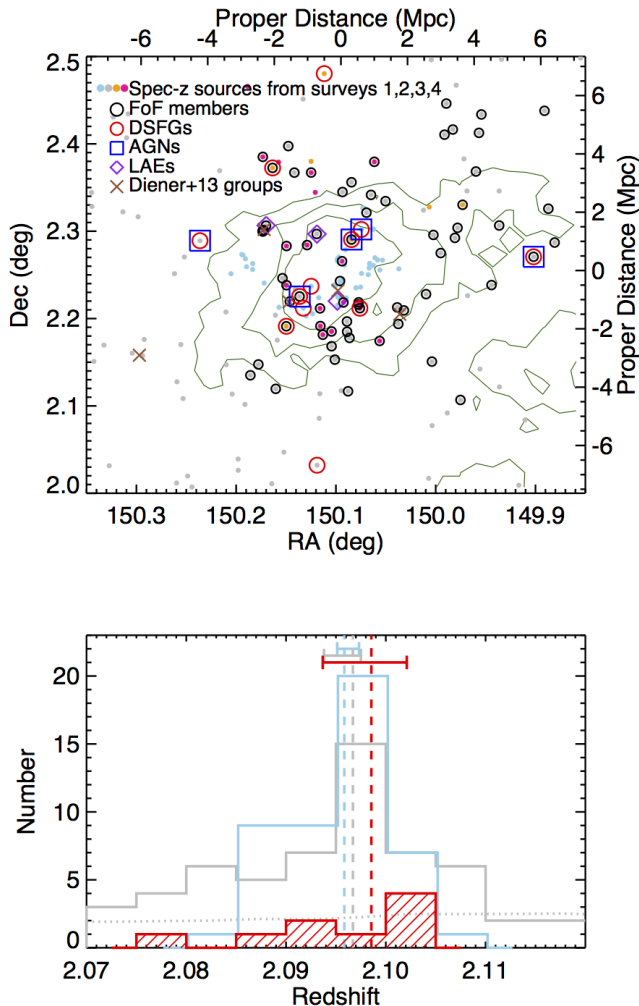 Proper Distance (Mpc)
-6 -4 -2 0 2 4 6
2.5
2.4
2.3
2.2
2.1
2.0
Dec (deg)
Spec-z sources from surveys 1,2,3,4
FoF members
DSFGs
AGNs
LAEs
Diener+13 groups
6
4
2
0
-2
-4
-6
Proper Distance (Mpc)
150.3 150.2 150.1 150.0 149.9
RA (deg)
20
15
10
5
0
Number
2.07 2.08 2.09 2.10 2.11
Redshift